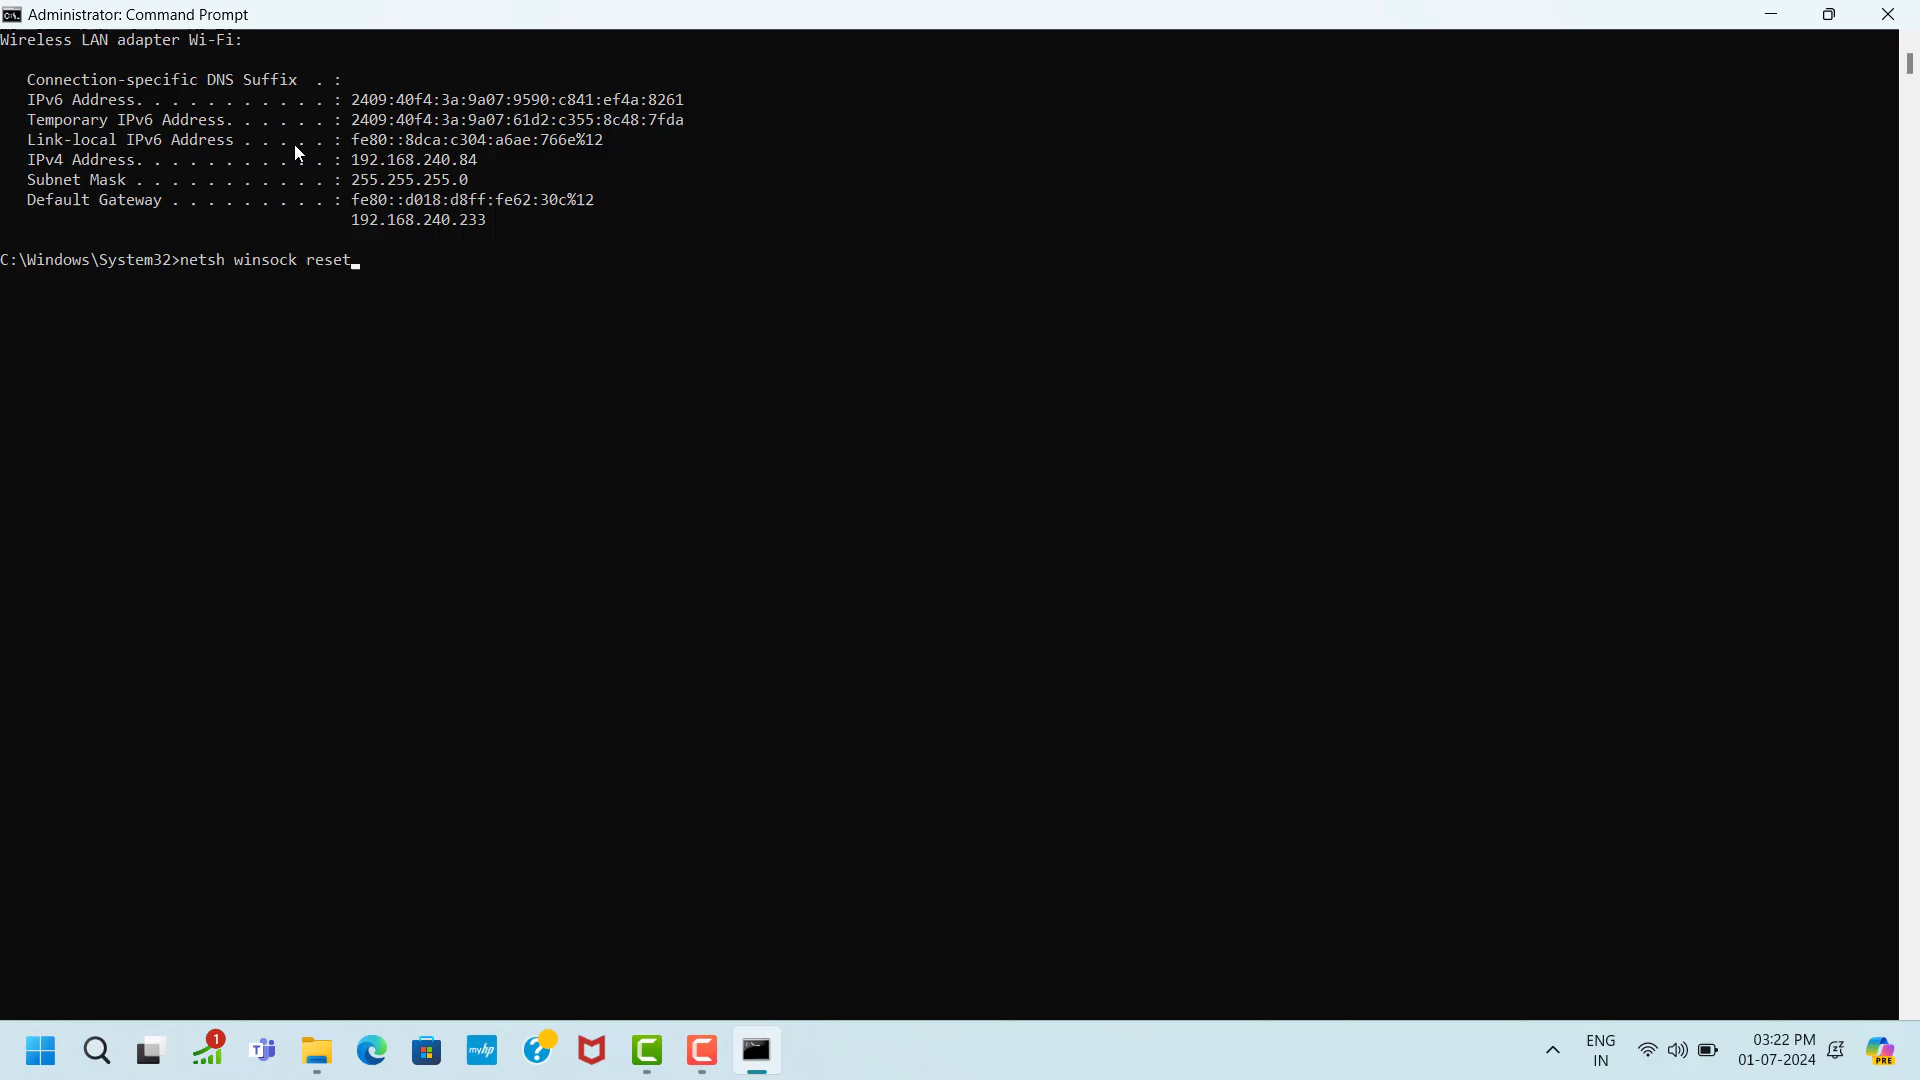 Administrator: Command Prompt
Wireless LAN adapter Wi-Fi:
Connection-specific DNS Suffix  . :
IPv6 Address. . . . . . . . . . . : 2409:40f4:3a:9a07:9590:c841:ef4a:8261
Temporary IPv6 Address. . . . . . : 2409:40f4:3a:9a07:61d2:c355:8c48:7fda
Link-local IPv6 Address . . . . . : fe80::8dca:c304:a6ae:766e%12
IPv4 Address. . . . . . . . . . . : 192.168.240.84
Subnet Mask . . . . . . . . . . . : 255.255.255.0
Default Gateway . . . . . . . . . : fe80::d018:d8ff:fe62:30c%12
192.168.240.233
C:\Windows\System32>netsh winsock reset
1
myhp
ENG
IN
03:22 PM
01-07-2024
PRE